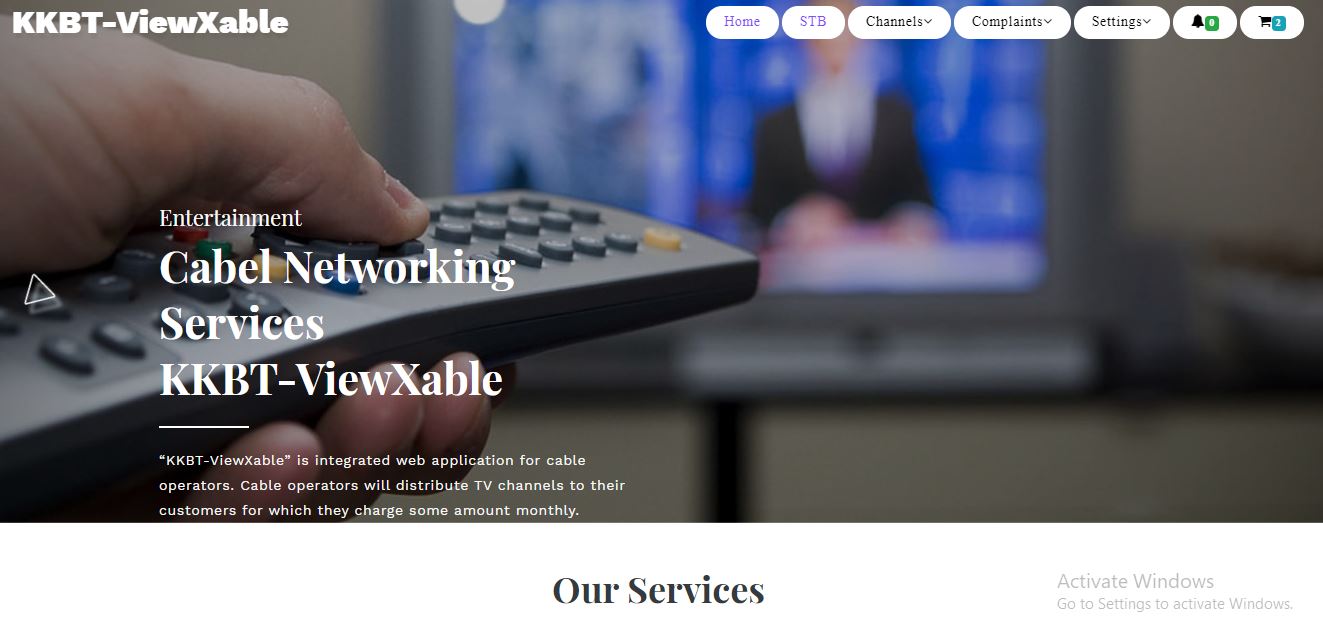 KKBT-ViewXable
Home STB Channels Complaints Settings 0 2
Entertainment
Cabel Networking
Services
KKBT-ViewXable
“KKBT-ViewXable” is integrated web application for cable
operators. Cable operators will distribute TV channels to their
customers for which they charge some amount monthly.
Our Services
Activate Windows
Go to Settings to activate Windows.